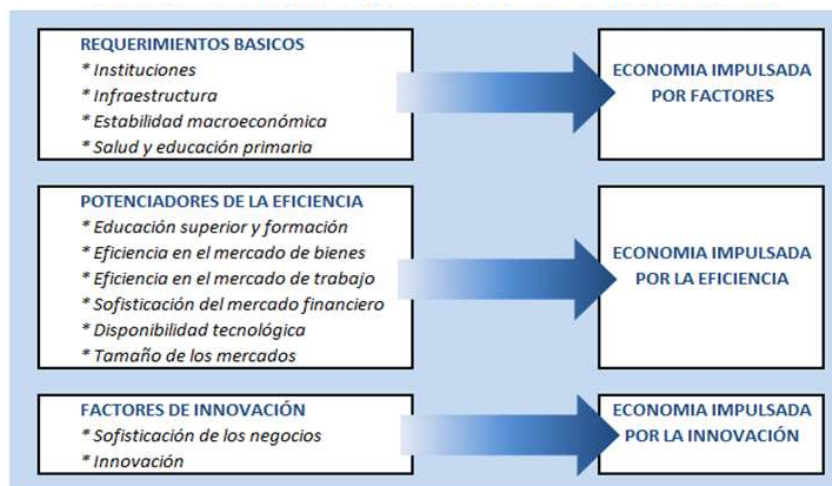 REQUERIMIENTOS BASICOS
* Instituciones
* Infraestructura
* Estabilidad macroeconómica
* Salud y educación primaria
ECONOMIA IMPULSADA
POR FACTORES
POTENCIADORES DE LA EFICIENCIA
* Educación superior y formación
* Eficiencia en el mercado de bienes
* Eficiencia en el mercado de trabajo
* Sofisticación del mercado financiero
* Disponibilidad tecnológica
* Tamaño de los mercados
ECONOMIA IMPULSADA
POR LA EFICIENCIA
FACTORES DE INNOVACIÓN
* Sofisticación de los negocios
* Innovación
ECONOMIA IMPULSADA
POR LA INNOVACIÓN